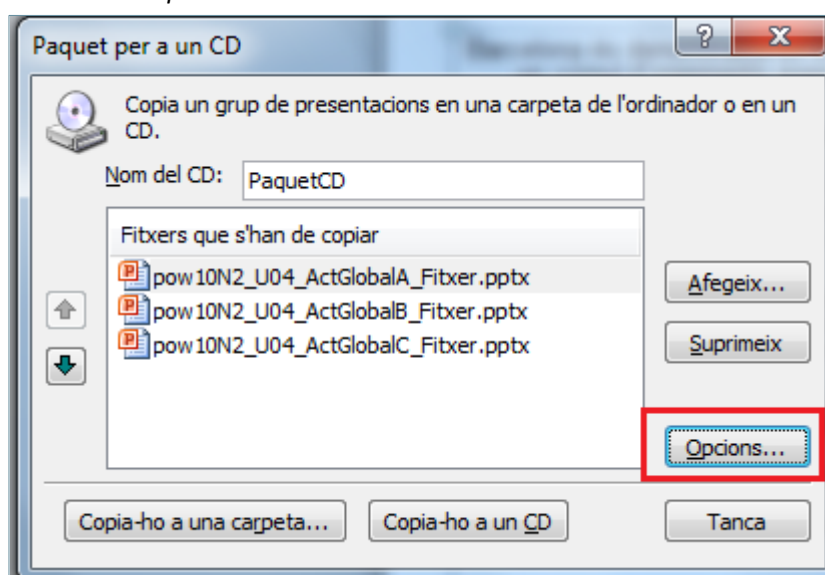 Paquet per a un CD
Copia un grup de presentacions en una carpeta de l'ordinador o en un
CD.
Nom del CD: PaquetCD
Fitxers que s'han de copiar
pow10N2_U04_ActGlobalA_Fitxer.pptx
pow10N2_U04_ActGlobalB_Fitxer.pptx
pow10N2_U04_ActGlobalC_Fitxer.pptx
Afegeix...
Suprimeix
Opcions...
Copia-ho a una carpeta... Copia-ho a un CD Tanca